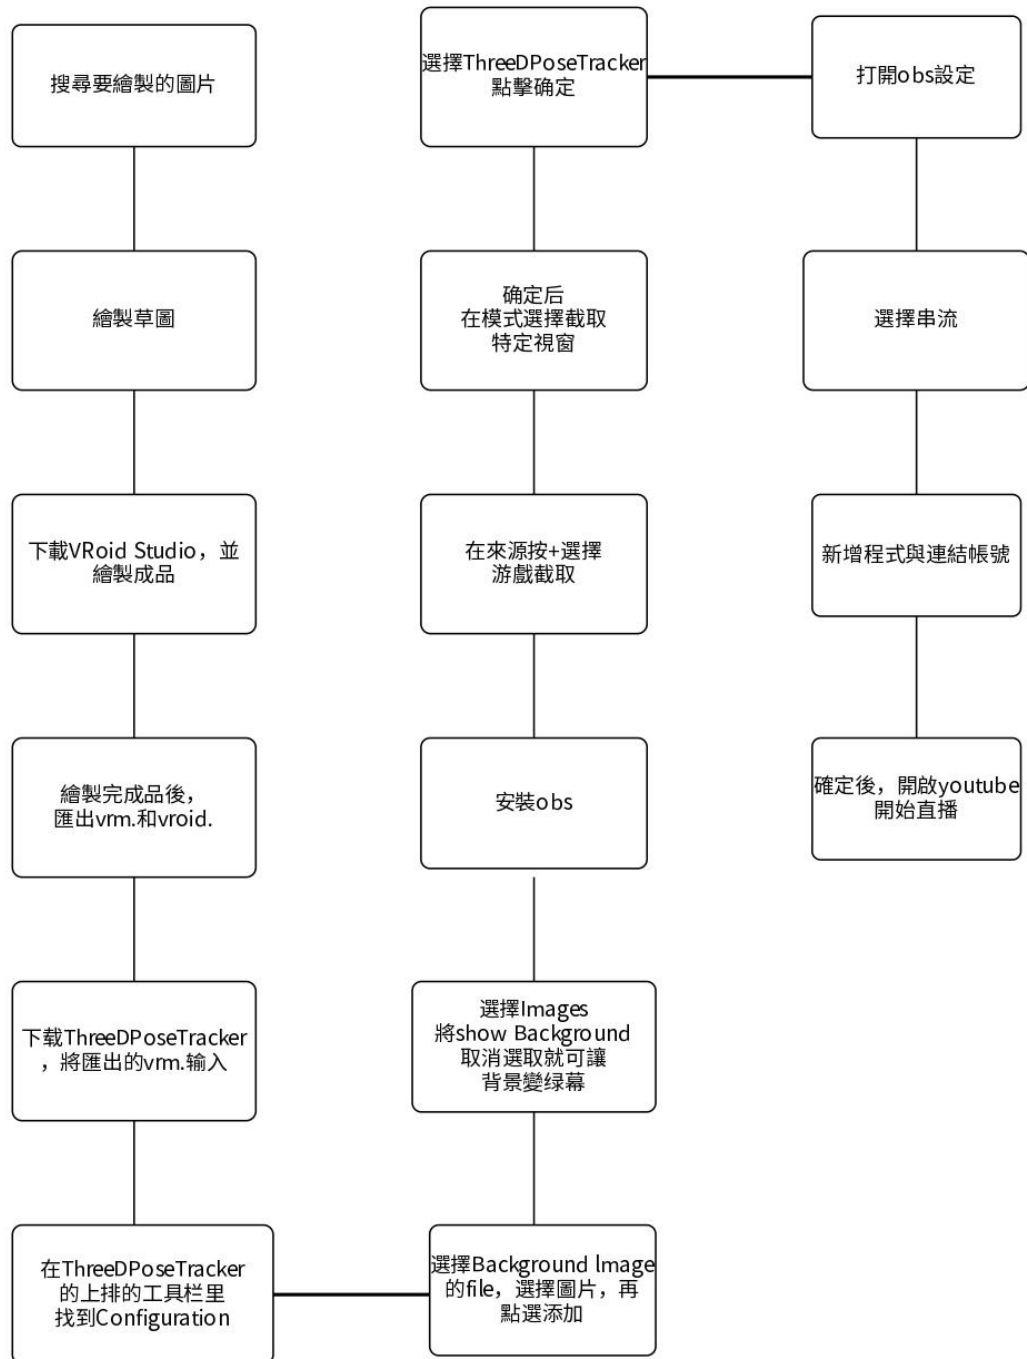 搜尋要繪製的圖片
繪製草圖
下載VRoid Studio，並
繪製成品
繪製完成品後，
匯出vrm.和vroid.
下载ThreeDPoseTracker
，將匯出的vrm.输入
在ThreeDPoseTracker
的上排的工具栏里
找到Configuration
選擇Background lmage
的file，選擇圖片，再
點選添加
選擇Images
將show Background
取消選取就可讓
背景變绿幕
安裝obs
在來源按+選擇
游戲截取
确定后
在模式選擇截取
特定視窗
選擇ThreeDPoseTracker
點擊确定
打開obs設定
選擇串流
新增程式與連結帳號
確定後，開啟youtube
開始直播